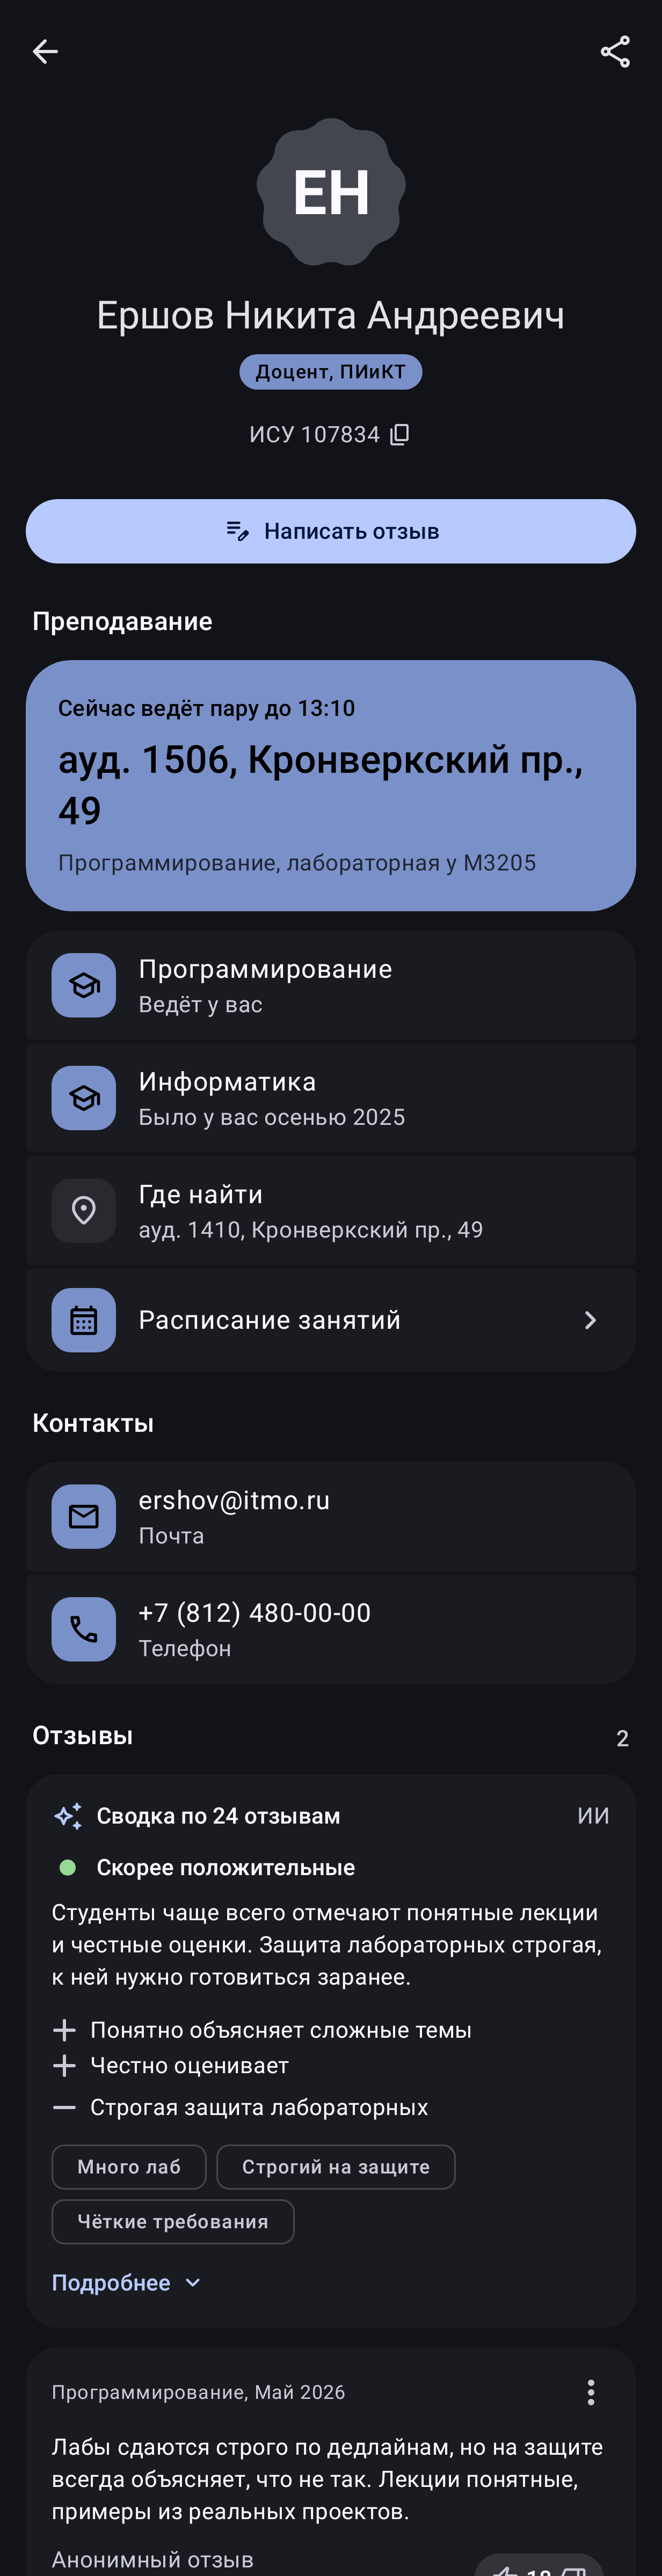 ЕН
Ершов Никита Андреевич
Доцент, ПИиКТ
ИСУ 107834
Написать отзыв
Преподавание
Сейчас ведёт пару до 13:10
ауд. 1506, Кронверкский пр.,
49
Программирование, лабораторная у M3205
Программирование
Ведёт у вас
Информатика
Было у вас осенью 2025
Где найти
ауд. 1410, Кронверкский пр., 49
Расписание занятий
Контакты
ershov@itmo.ru
Почта
+7 (812) 480-00-00
Телефон
Отзывы 2
Сводка по 24 отзывам ИИ
Скорее положительные
Студенты чаще всего отмечают понятные лекции
и честные оценки. Защита лабораторных строгая,
к ней нужно готовиться заранее.
Понятно объясняет сложные темы
Честно оценивает
Строгая защита лабораторных
Много лаб Строгий на защите
Чёткие требования
Подробнее
Программирование, Май 2026
Лабы сдаются строго по дедлайнам, но на защите
всегда объясняет, что не так. Лекции понятные,
примеры из реальных проектов.
Анонимный отзыв